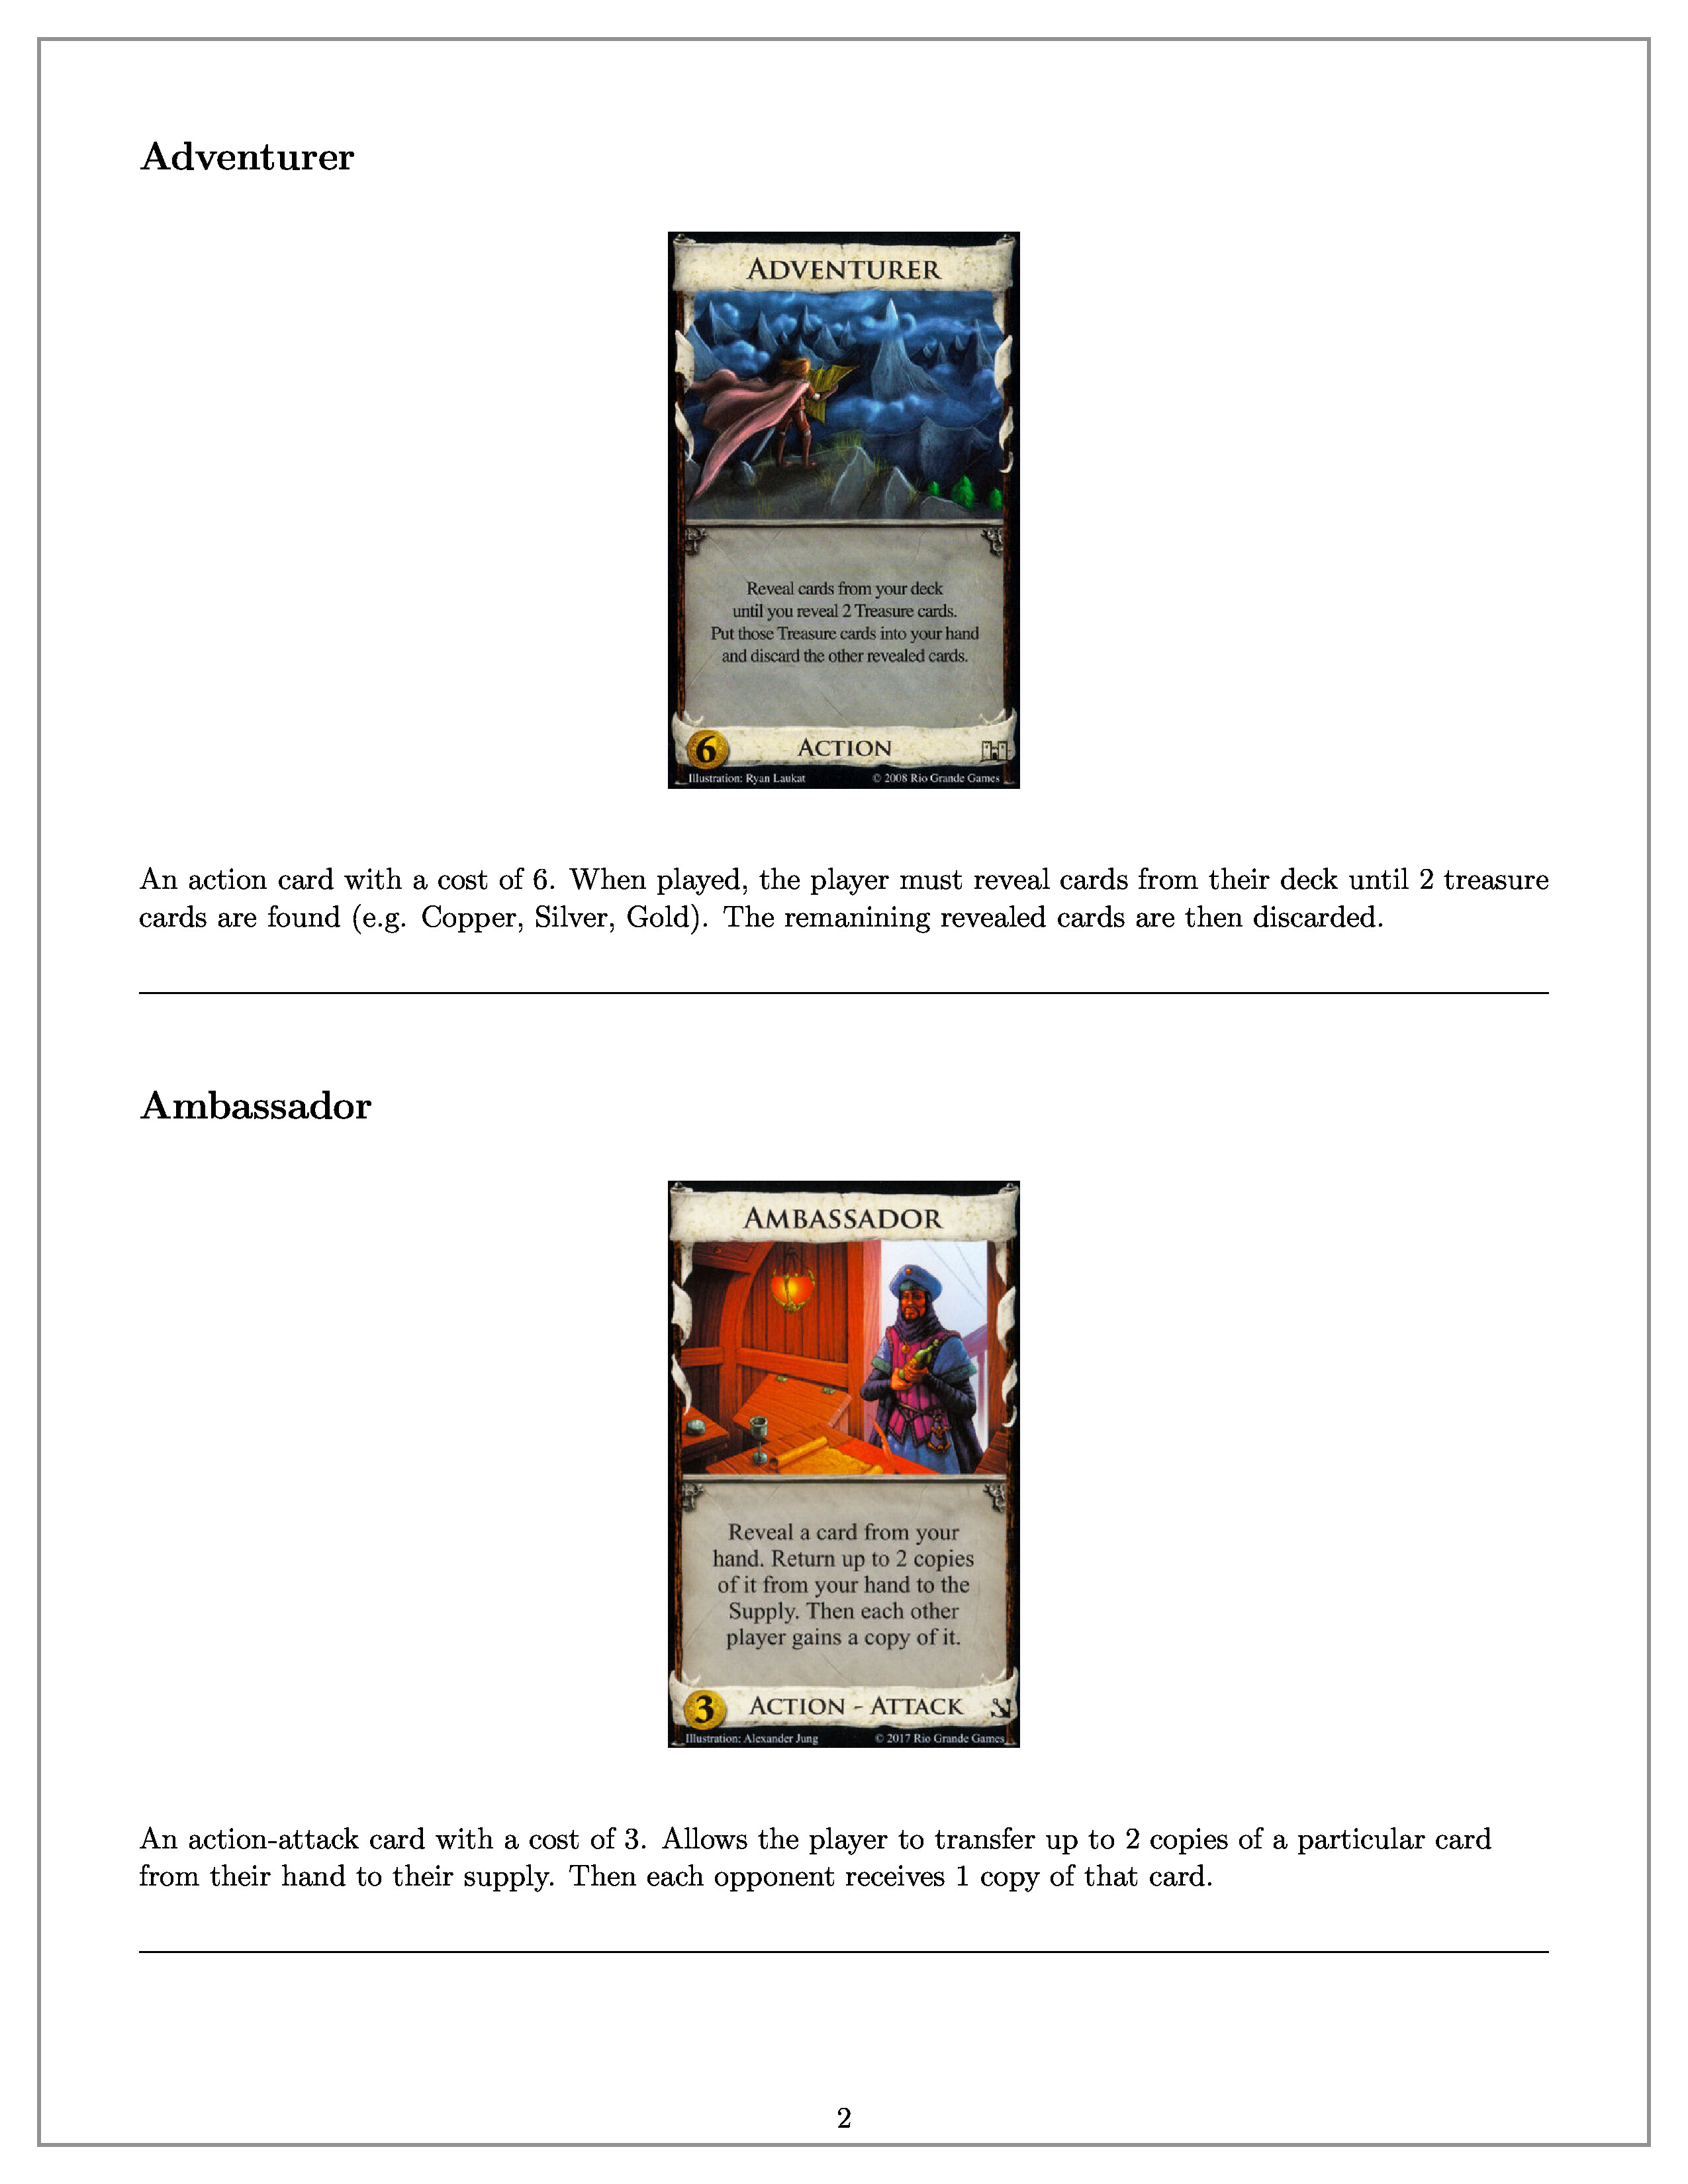 Adventurer
ADVENTURER
Reveal cards from your deck
until you reveal 2 Treasure cards.
Put those Treasure cards into your hand
and discard the other revealed cards.
6 ACTION
Illustration: Ryan Laukat © 2008 Rio Grande Games
An action card with a cost of 6. When played, the player must reveal cards from their deck until 2 treasure
cards are found (e.g. Copper, Silver, Gold). The remanining revealed cards are then discarded.
Ambassador
AMBASSADOR
Reveal a card from your
hand. Return up to 2 copies
of it from your hand to the
Supply. Then each other
player gains a copy of it.
3 ACTION - ATTACK
Illustration: Alexander Jung © 2017 Rio Grande Games
An action-attack card with a cost of 3. Allows the player to transfer up to 2 copies of a particular card
from their hand to their supply. Then each opponent receives 1 copy of that card.
2